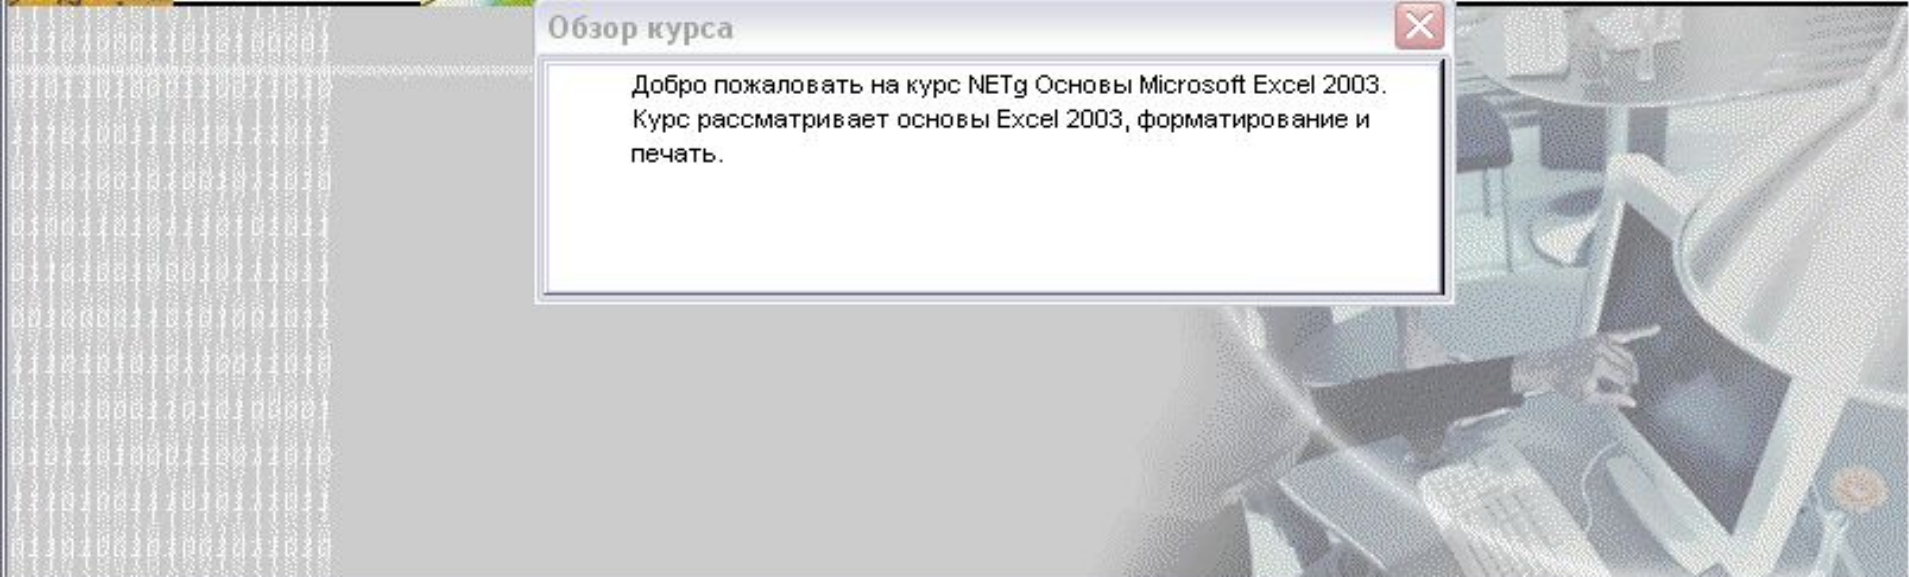 Обзор курса
Добро пожаловать на курс NETg Основы Microsoft Excel 2003.
Курс рассматривает основы Excel 2003, форматирование и
печать.